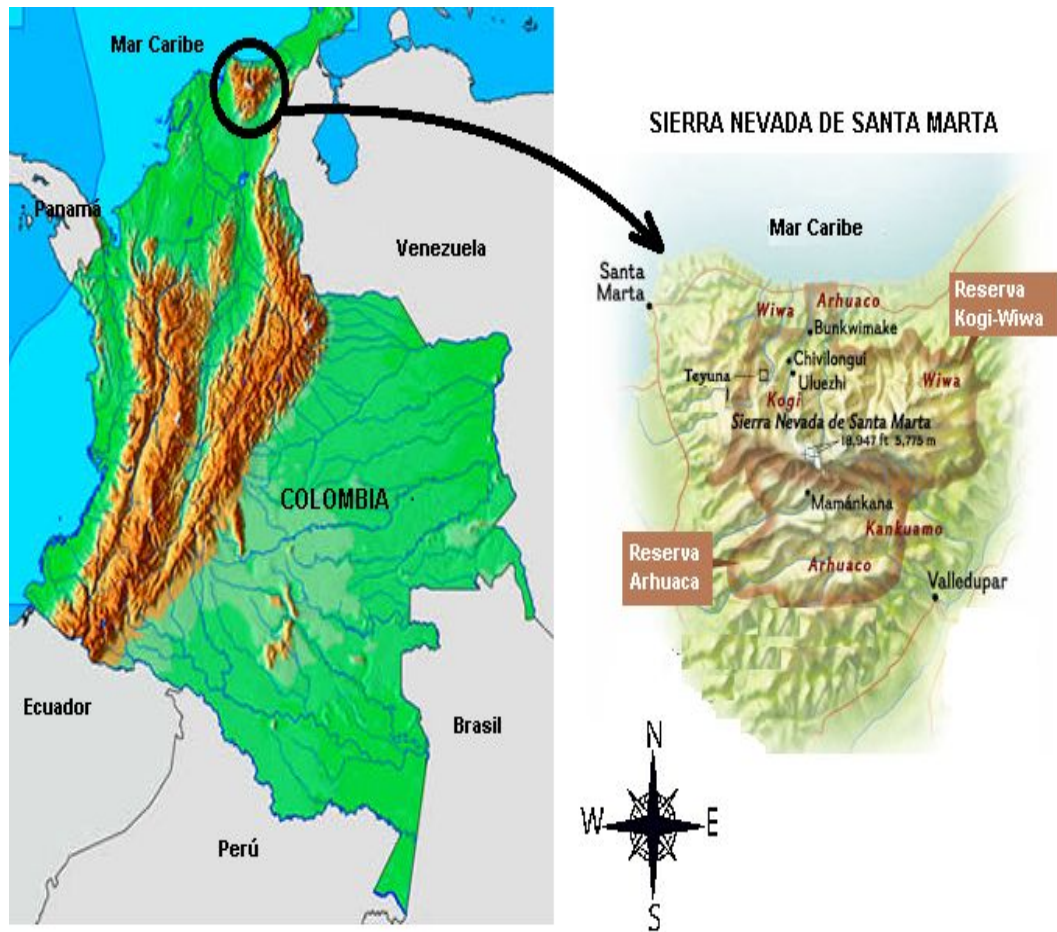 Mar Caribe
Panamá
Venezuela
COLOMBIA
Ecuador
Brasil
Perú
SIERRA NEVADA DE SANTA MARTA
Mar Caribe
Santa
Marta
Reserva
Kogi-Wiwa
Wiwa
Arhuaco
Bunkwimake
Chivilongui
Teyuna
Uluezhi
Wiwa
Kogi
Sierra Nevada de Santa Marta
18,947 ft 5,775 m
Mamánkana
Kankuamo
Reserva
Arhuaca
Arhuaco
Valledupar
N
W
E
S